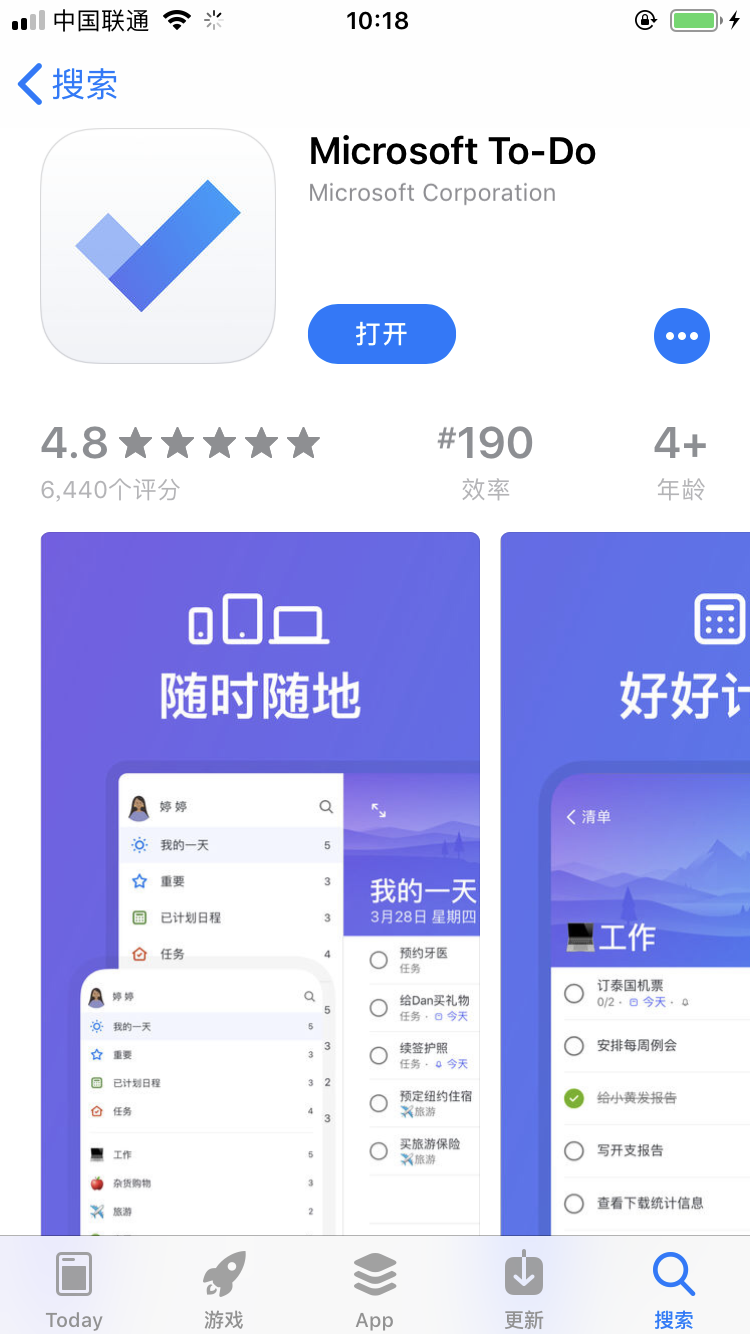 中国联通
10:18
搜索
Microsoft To-Do
Microsoft Corporation
打开
4.8
#190
4+
6,440个评分
效率
年龄
随时随地
婷婷
我的一天 5
重要 3
已计划日程 3
任务 4
5
3
2
3
我的一天
3月28日 星期四
预约牙医
任务
给Dan买礼物
任务 · 今天
续签护照
任务 · 今天
预定纽约住宿
旅游
买旅游保险
旅游
婷婷
我的一天 5
重要 3
已计划日程 3
任务 4
工作 5
杂货购物 3
旅游 2
好好计
清单
工作
订泰国机票
0/2 · 今天 ·
安排每周例会
给小黄发报告
写开支报告
查看下载统计信息
Today
游戏
App
更新
搜索